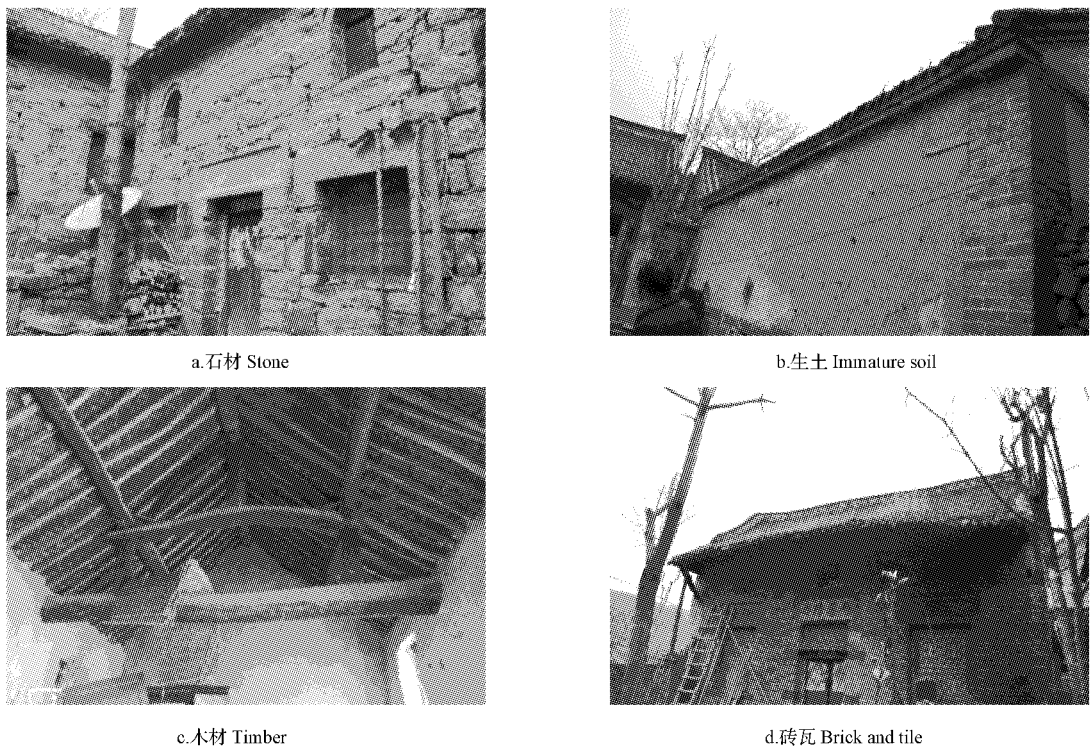 a.石材 Stone
b.生土 Immature soil
c.木材 Timber
d.砖瓦 Brick and tile